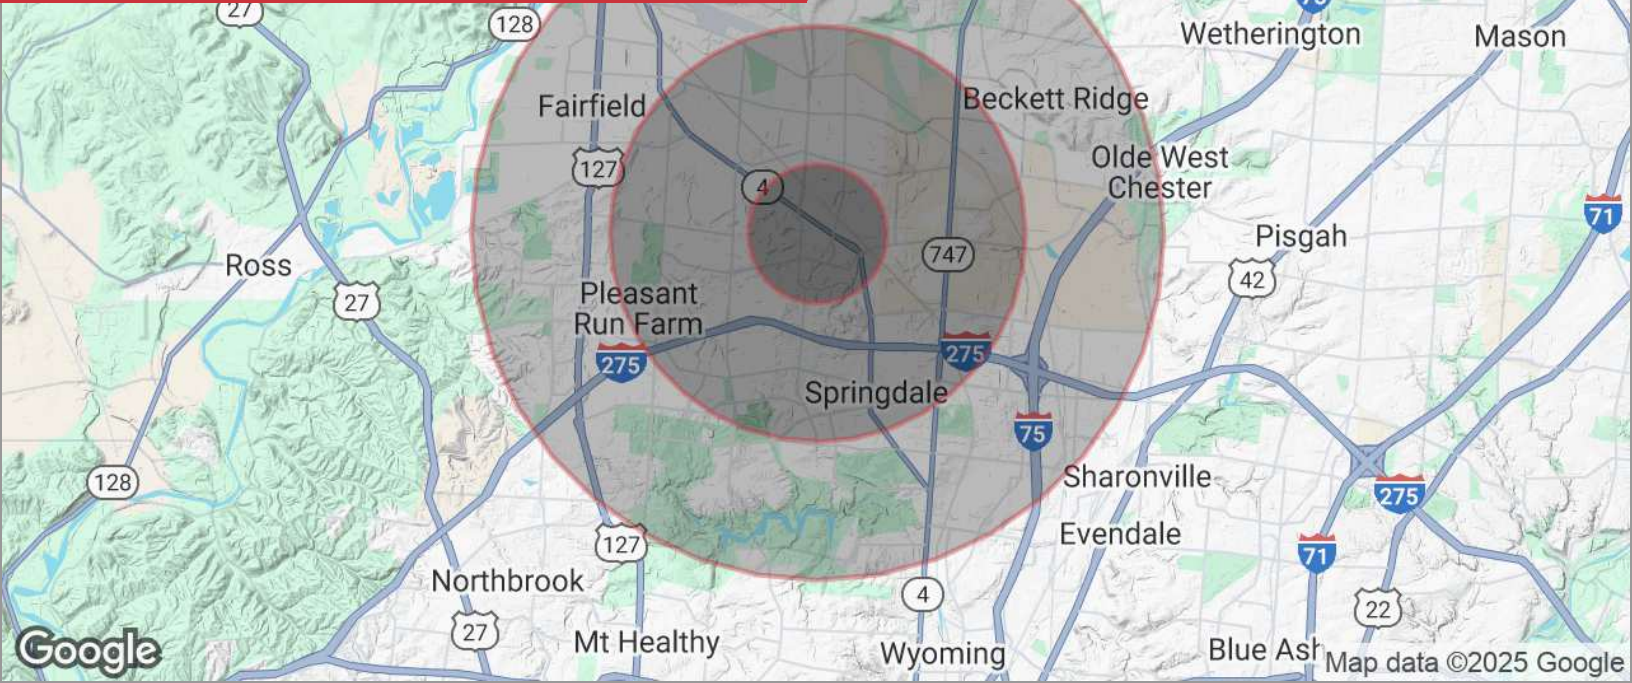 27
128
Wetherington
Mason
Fairfield
Beckett Ridge
127
Olde West
Chester
4
71
Pisgah
747
Ross
42
27
Pleasant
Run Farm
275
275
Springdale
75
Sharonville
128
275
Evendale
127
71
Northbrook
4
22
27
Mt Healthy
Wyoming
Blue Ash
Google
Map data ©2025 Google